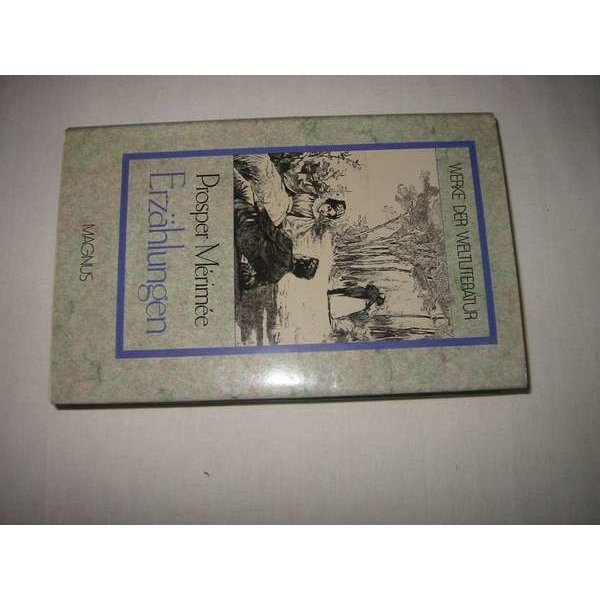 WERKE DER WELTLITERATUR
Prosper Mérimée
Erzählungen
MAGNUS